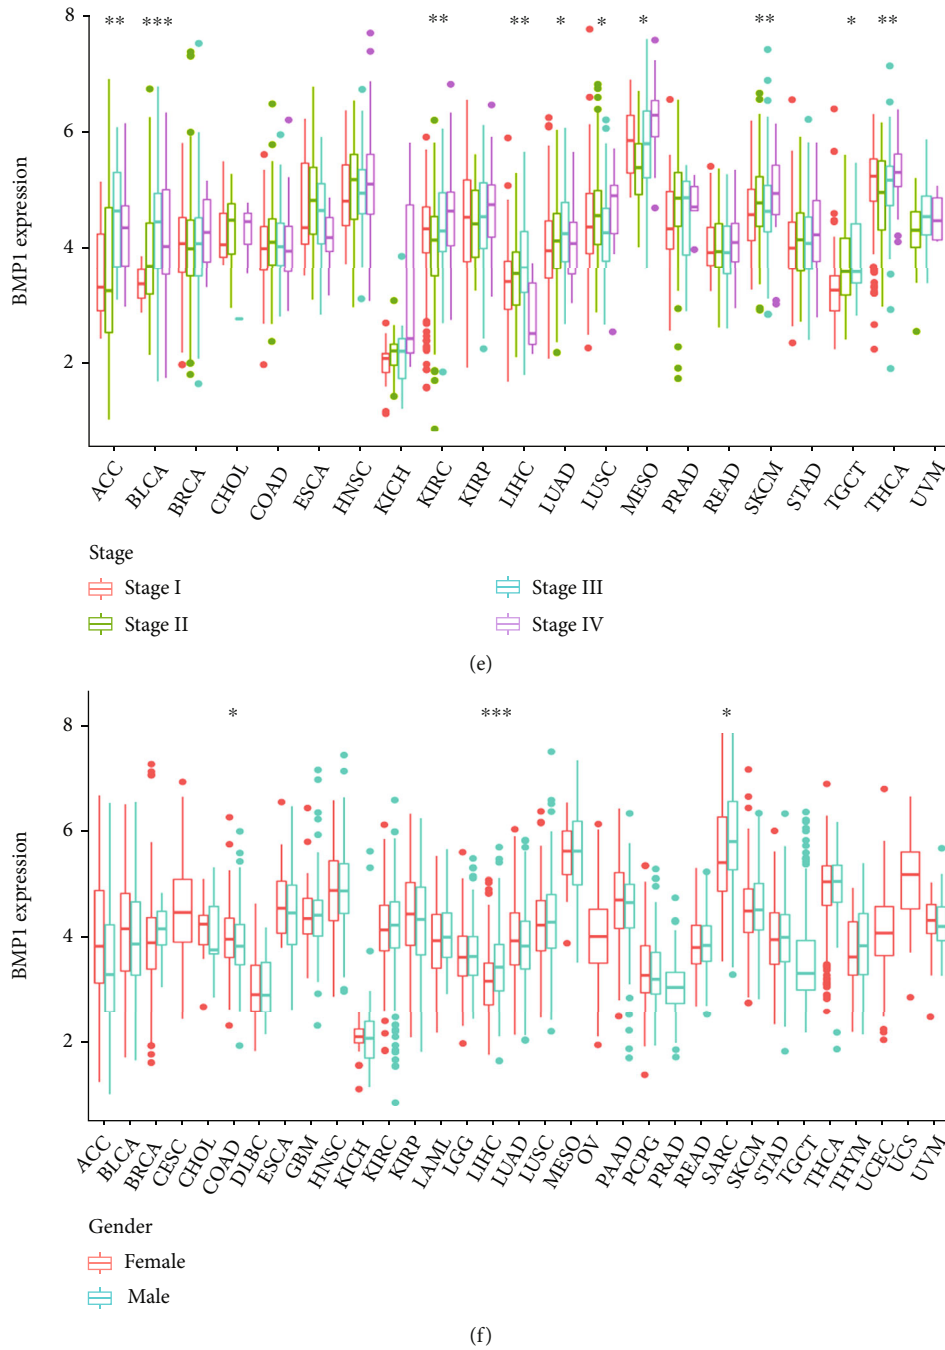 8
** *** ** ** * * * ** * **
6
4
2
BMP1 expression
ACC BLCA BRCA CHOL COAD ESCA HNSC KICH KIRC KIRP LIHC LUAD LUSC MESO PRAD READ SKCM STAD TGCT THCA UVM
Stage
Stage I Stage III
Stage II Stage IV
(e)
8
* *** *
6
4
2
BMP1 expression
ACC BLCA BRCA CESC CHOL COAD DLBC ESCA GBM HNSC KICH KIRC KIRP LAML LGG LIHC LUAD LUSC MESO OV PAAD PCPG PRAD READ SARC SKCM STAD TGCT THCA THYM UCEC UCS UVM
Gender
Female
Male
(f)